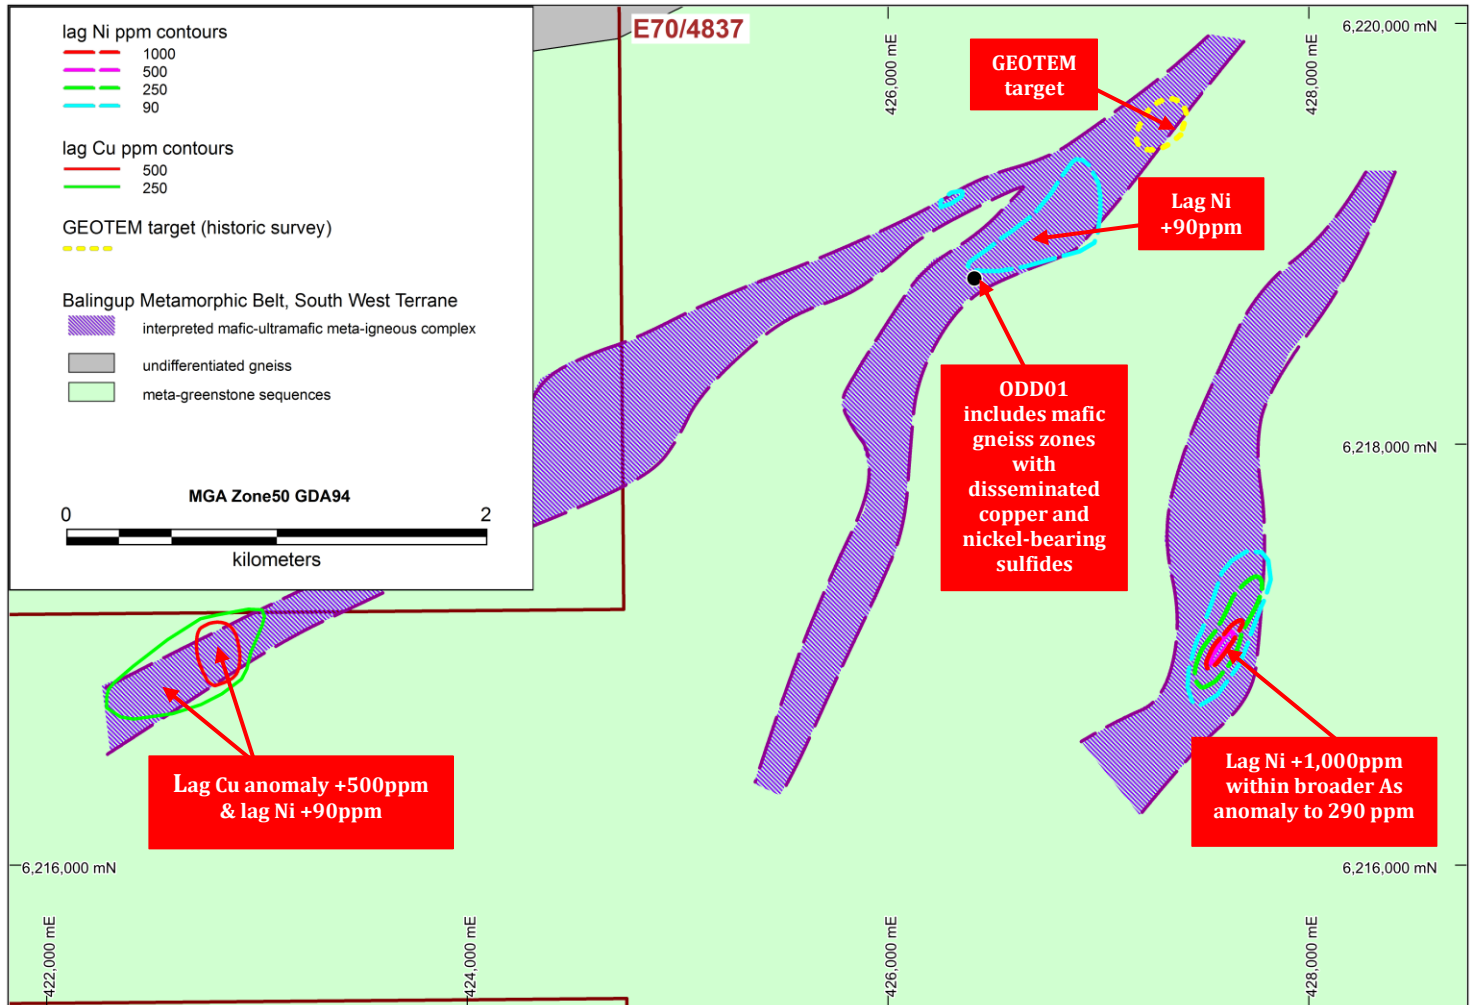 lag Ni ppm contours
1000
500
250
90
lag Cu ppm contours
500
250
GEOTEM target (historic survey)
Balingup Metamorphic Belt, South West Terrane
interpreted mafic-ultramafic meta-igneous complex
undifferentiated gneiss
meta-greenstone sequences
MGA Zone50 GDA94
0
2
kilometers
E70/4837
426,000 mE
428,000 mE
6,220,000 mN
GEOTEM
target
Lag Ni
+90ppm
ODD01
includes mafic
gneiss zones
with
disseminated
copper and
nickel-bearing
sulfides
6,218,000 mN
Lag Cu anomaly +500ppm
& lag Ni +90ppm
Lag Ni +1,000ppm
within broader As
anomaly to 290 ppm
6,216,000 mN
6,216,000 mN
422,000 mE
424,000 mE
426,000 mE
428,000 mE